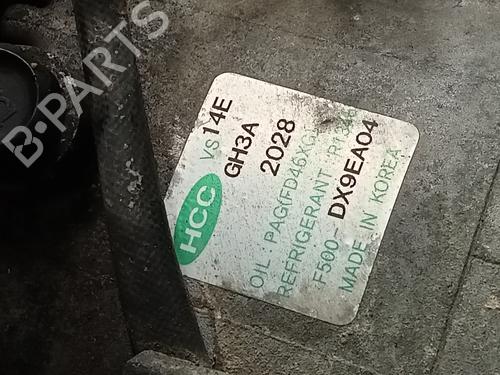 HCC
VS14E
GH3A
2028
OIL : PAG(FD46XG)
REFRIGERANT : R134A
F500-DX9EA04
MADE IN KOREA
B-PARTS